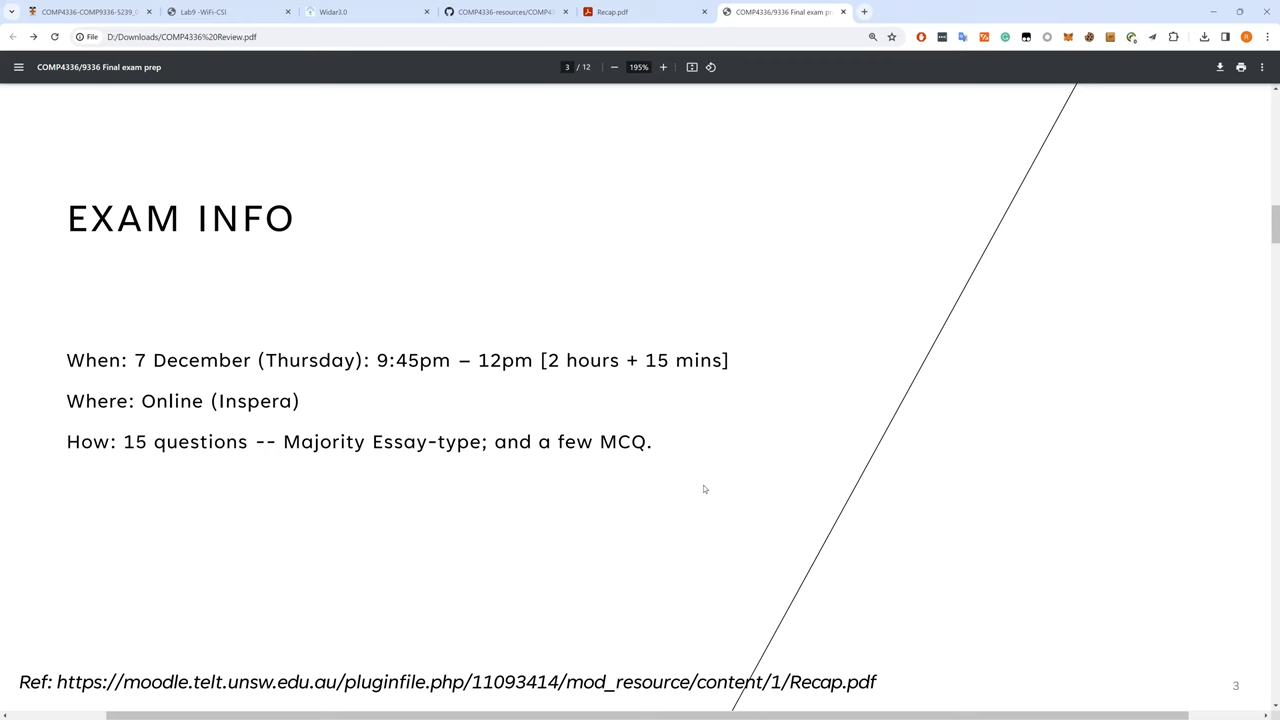 COMP4336-COMP9336-5239_0
Lab9 -WiFi-CSI
Widar3.0
COMP4336-resources/COMP43
Recap.pdf
COMP4336/9336 Final exam pre
File
D:/Downloads/COMP4336%20Review.pdf
COMP4336/9336 Final exam prep
3 / 12
195%
EXAM INFO
When: 7 December (Thursday): 9:45pm – 12pm [2 hours + 15 mins]
Where: Online (Inspera)
How: 15 questions -- Majority Essay-type; and a few MCQ.
Ref: https://moodle.telt.unsw.edu.au/pluginfile.php/11093414/mod_resource/content/1/Recap.pdf
3